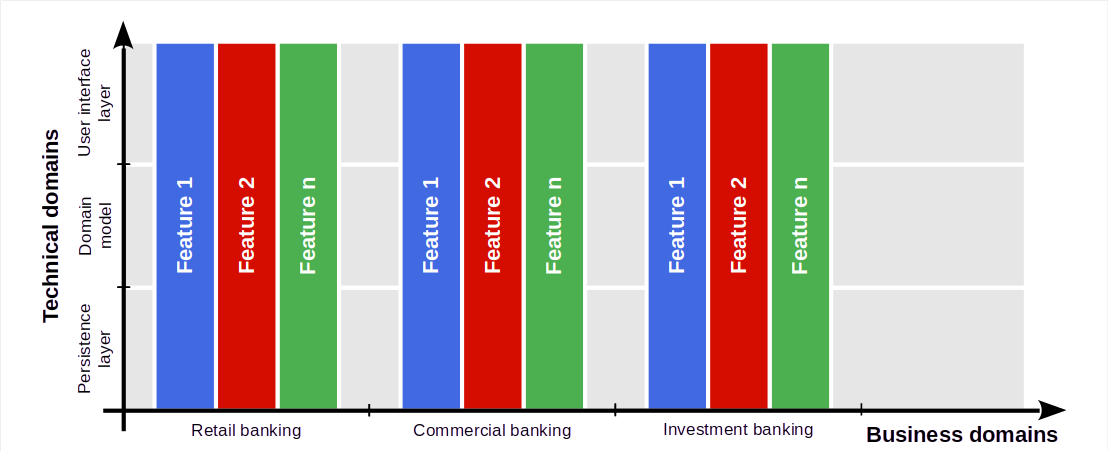 Technical domains
User interface
layer
Domain
model
Persistence
layer
Feature 1
Feature 2
Feature n
Feature 1
Feature 2
Feature n
Feature 1
Feature 2
Feature n
Retail banking
Commercial banking
Investment banking
Business domains